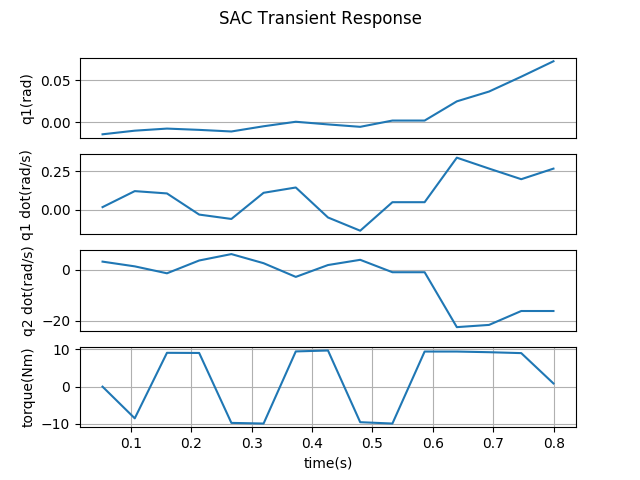 SAC Transient Response
q1(rad)
0.05
0.00
q1 dot(rad/s)
0.25
0.00
q2 dot(rad/s)
0
−20
torque(Nm)
10
0
−10
0.1 0.2 0.3 0.4 0.5 0.6 0.7 0.8
time(s)